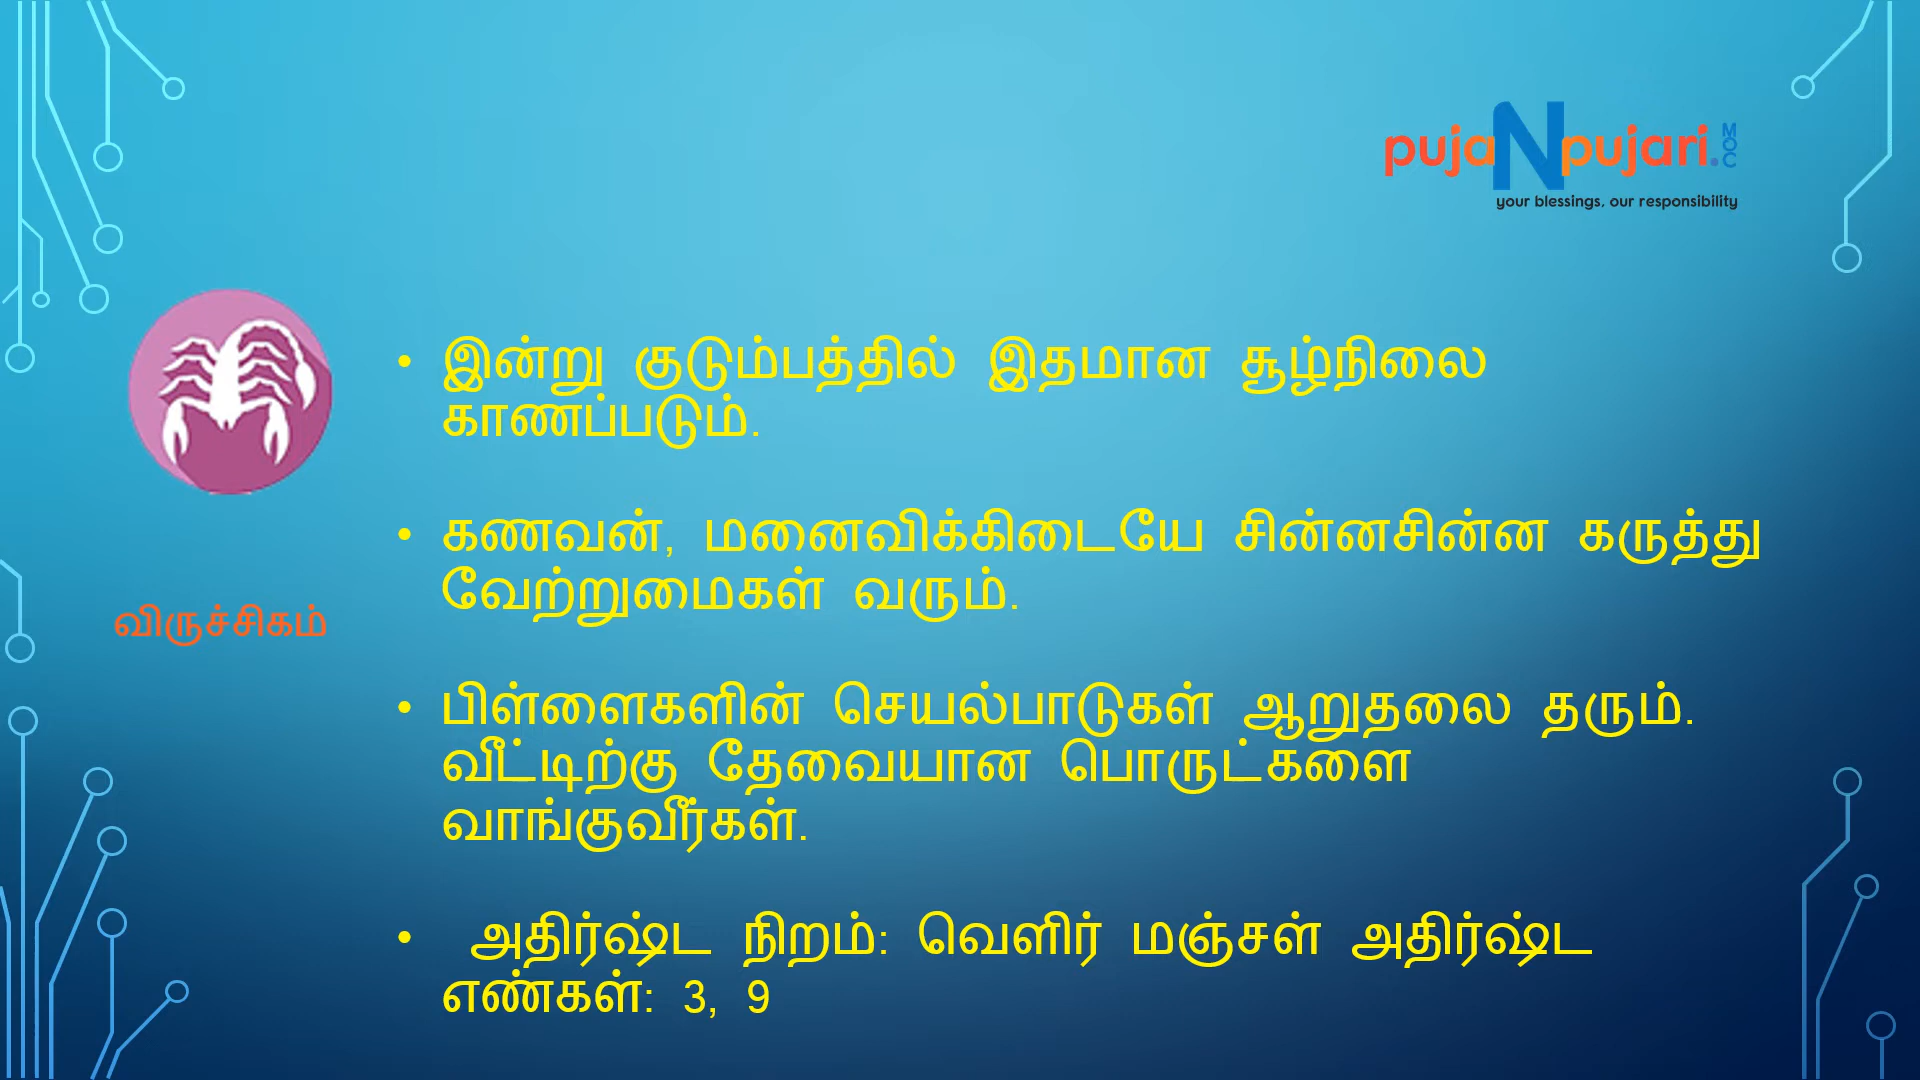 pujaNpujari.COM
your blessings, our responsibility
• இன்று குடும்பத்தில் இதமான சூழ்நிலை
காணப்படும்.
• கணவன், மனைவிக்கிடையே சின்னசின்ன கருத்து
வேற்றுமைகள் வரும்.
விருச்சிகம்
• பிள்ளைகளின் செயல்பாடுகள் ஆறுதலை தரும்.
வீட்டிற்கு தேவையான பொருட்களை
வாங்குவீர்கள்.
• அதிர்ஷ்ட நிறம்: வெளிர் மஞ்சள் அதிர்ஷ்ட
எண்கள்: 3, 9